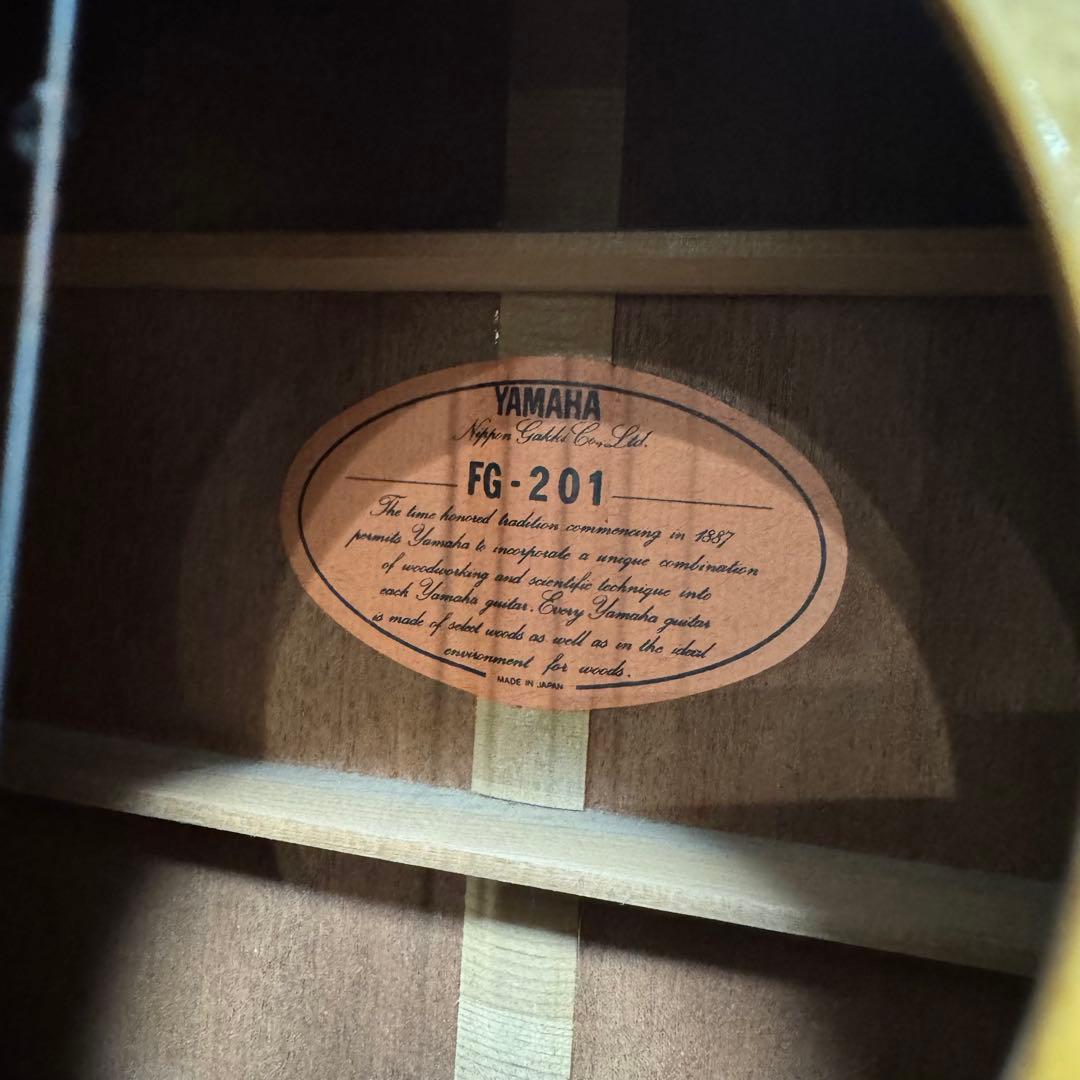 YAMAHA
Nippon Gakki Co., Ltd.
FG-201
The time honored tradition commencing in 1887
permits Yamaha to incorporate a unique combination
of woodworking and scientific technique into
each Yamaha guitar. Every Yamaha guitar
is made of select woods as well as in the ideal
environment for woods.
MADE IN JAPAN